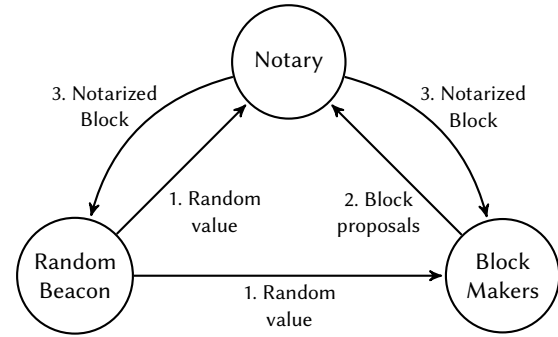 Notary
3. Notarized
Block
3. Notarized
Block
1. Random
value
2. Block
proposals
Random
Beacon
Block
Makers
1. Random
value